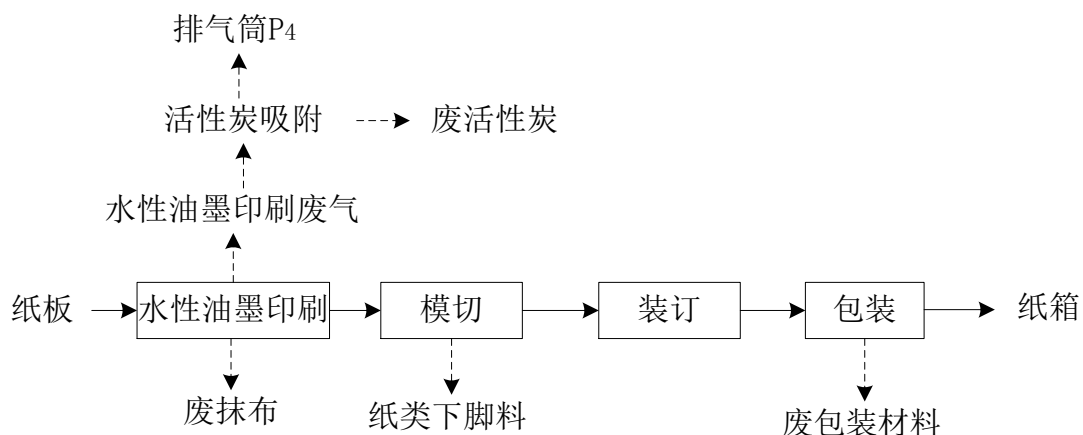 排气筒P4
活性炭吸附
废活性炭
水性油墨印刷废气
纸板
水性油墨印刷
模切
装订
包装
纸箱
废抹布
纸类下脚料
废包装材料